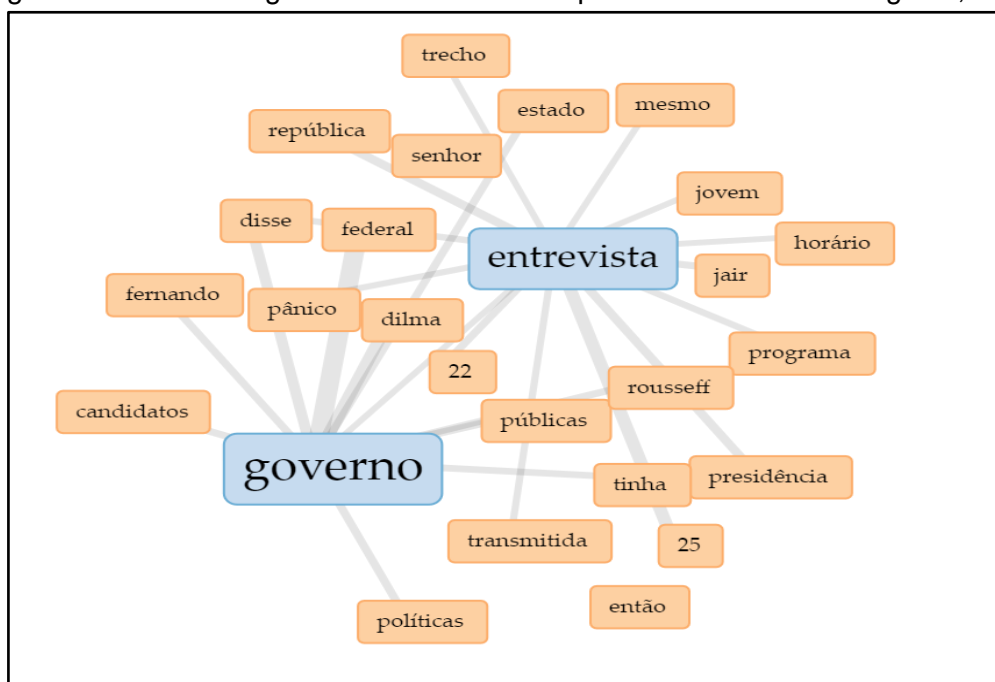 trecho
estado
mesmo
república
senhor
jovem
disse
federal
horário
entrevista
jair
fernando
pânico
dilma
programa
22
rousseff
candidatos
públicas
governo
tinha
presidência
transmitida
25
então
políticas